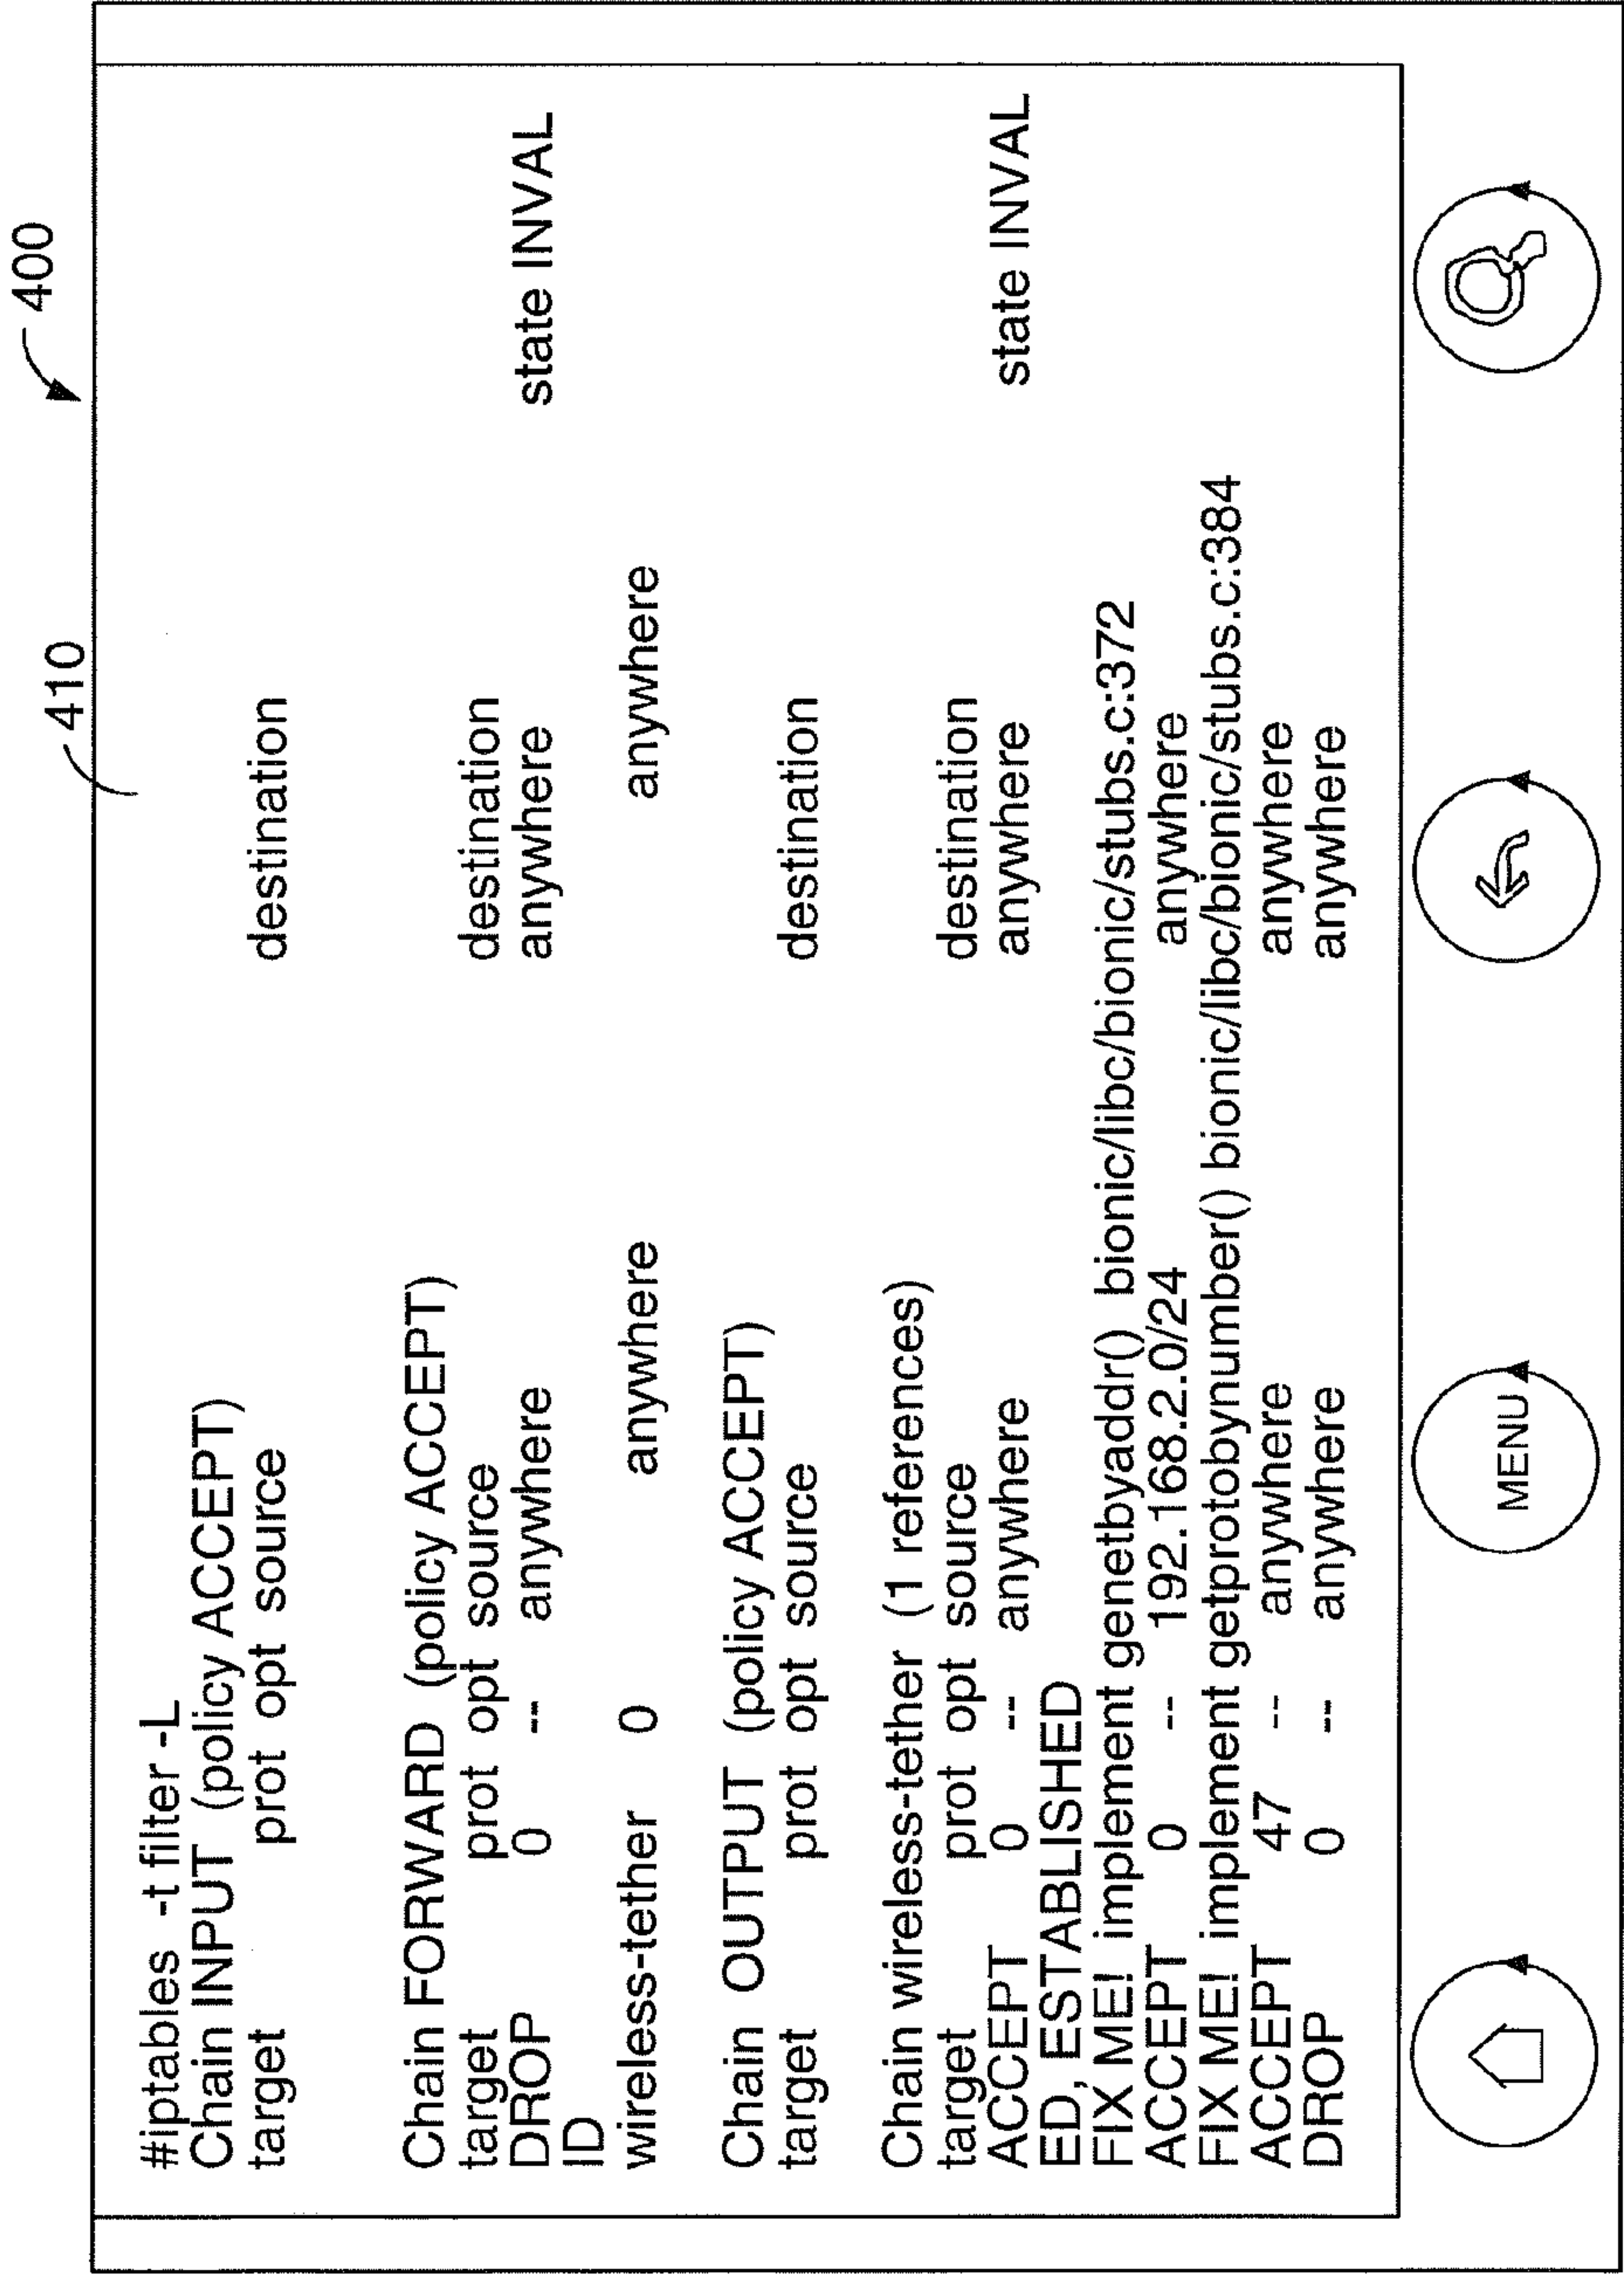 400
410
#iptables -t filter -L
Chain INPUT (policy ACCEPT)
target prot opt source destination
Chain FORWARD (policy ACCEPT)
target prot opt source destination
DROP 0 -- anywhere anywhere state INVAL
ID
wireless-tether 0 anywhere anywhere
Chain OUTPUT (policy ACCEPT)
target prot opt source destination
Chain wireless-tether (1 references)
target prot opt source destination
ACCEPT 0 -- anywhere anywhere state INVAL
ED, ESTABLISHED
FIX ME! implement genetbyaddr() bionic/libc/bionic/stubs.c:372
ACCEPT 0 -- 192.168.2.0/24 anywhere
FIX ME! implement getprotobynumber() bionic/libc/bionic/stubs.c:384
ACCEPT 47 -- anywhere anywhere
DROP 0 -- anywhere anywhere
MENU